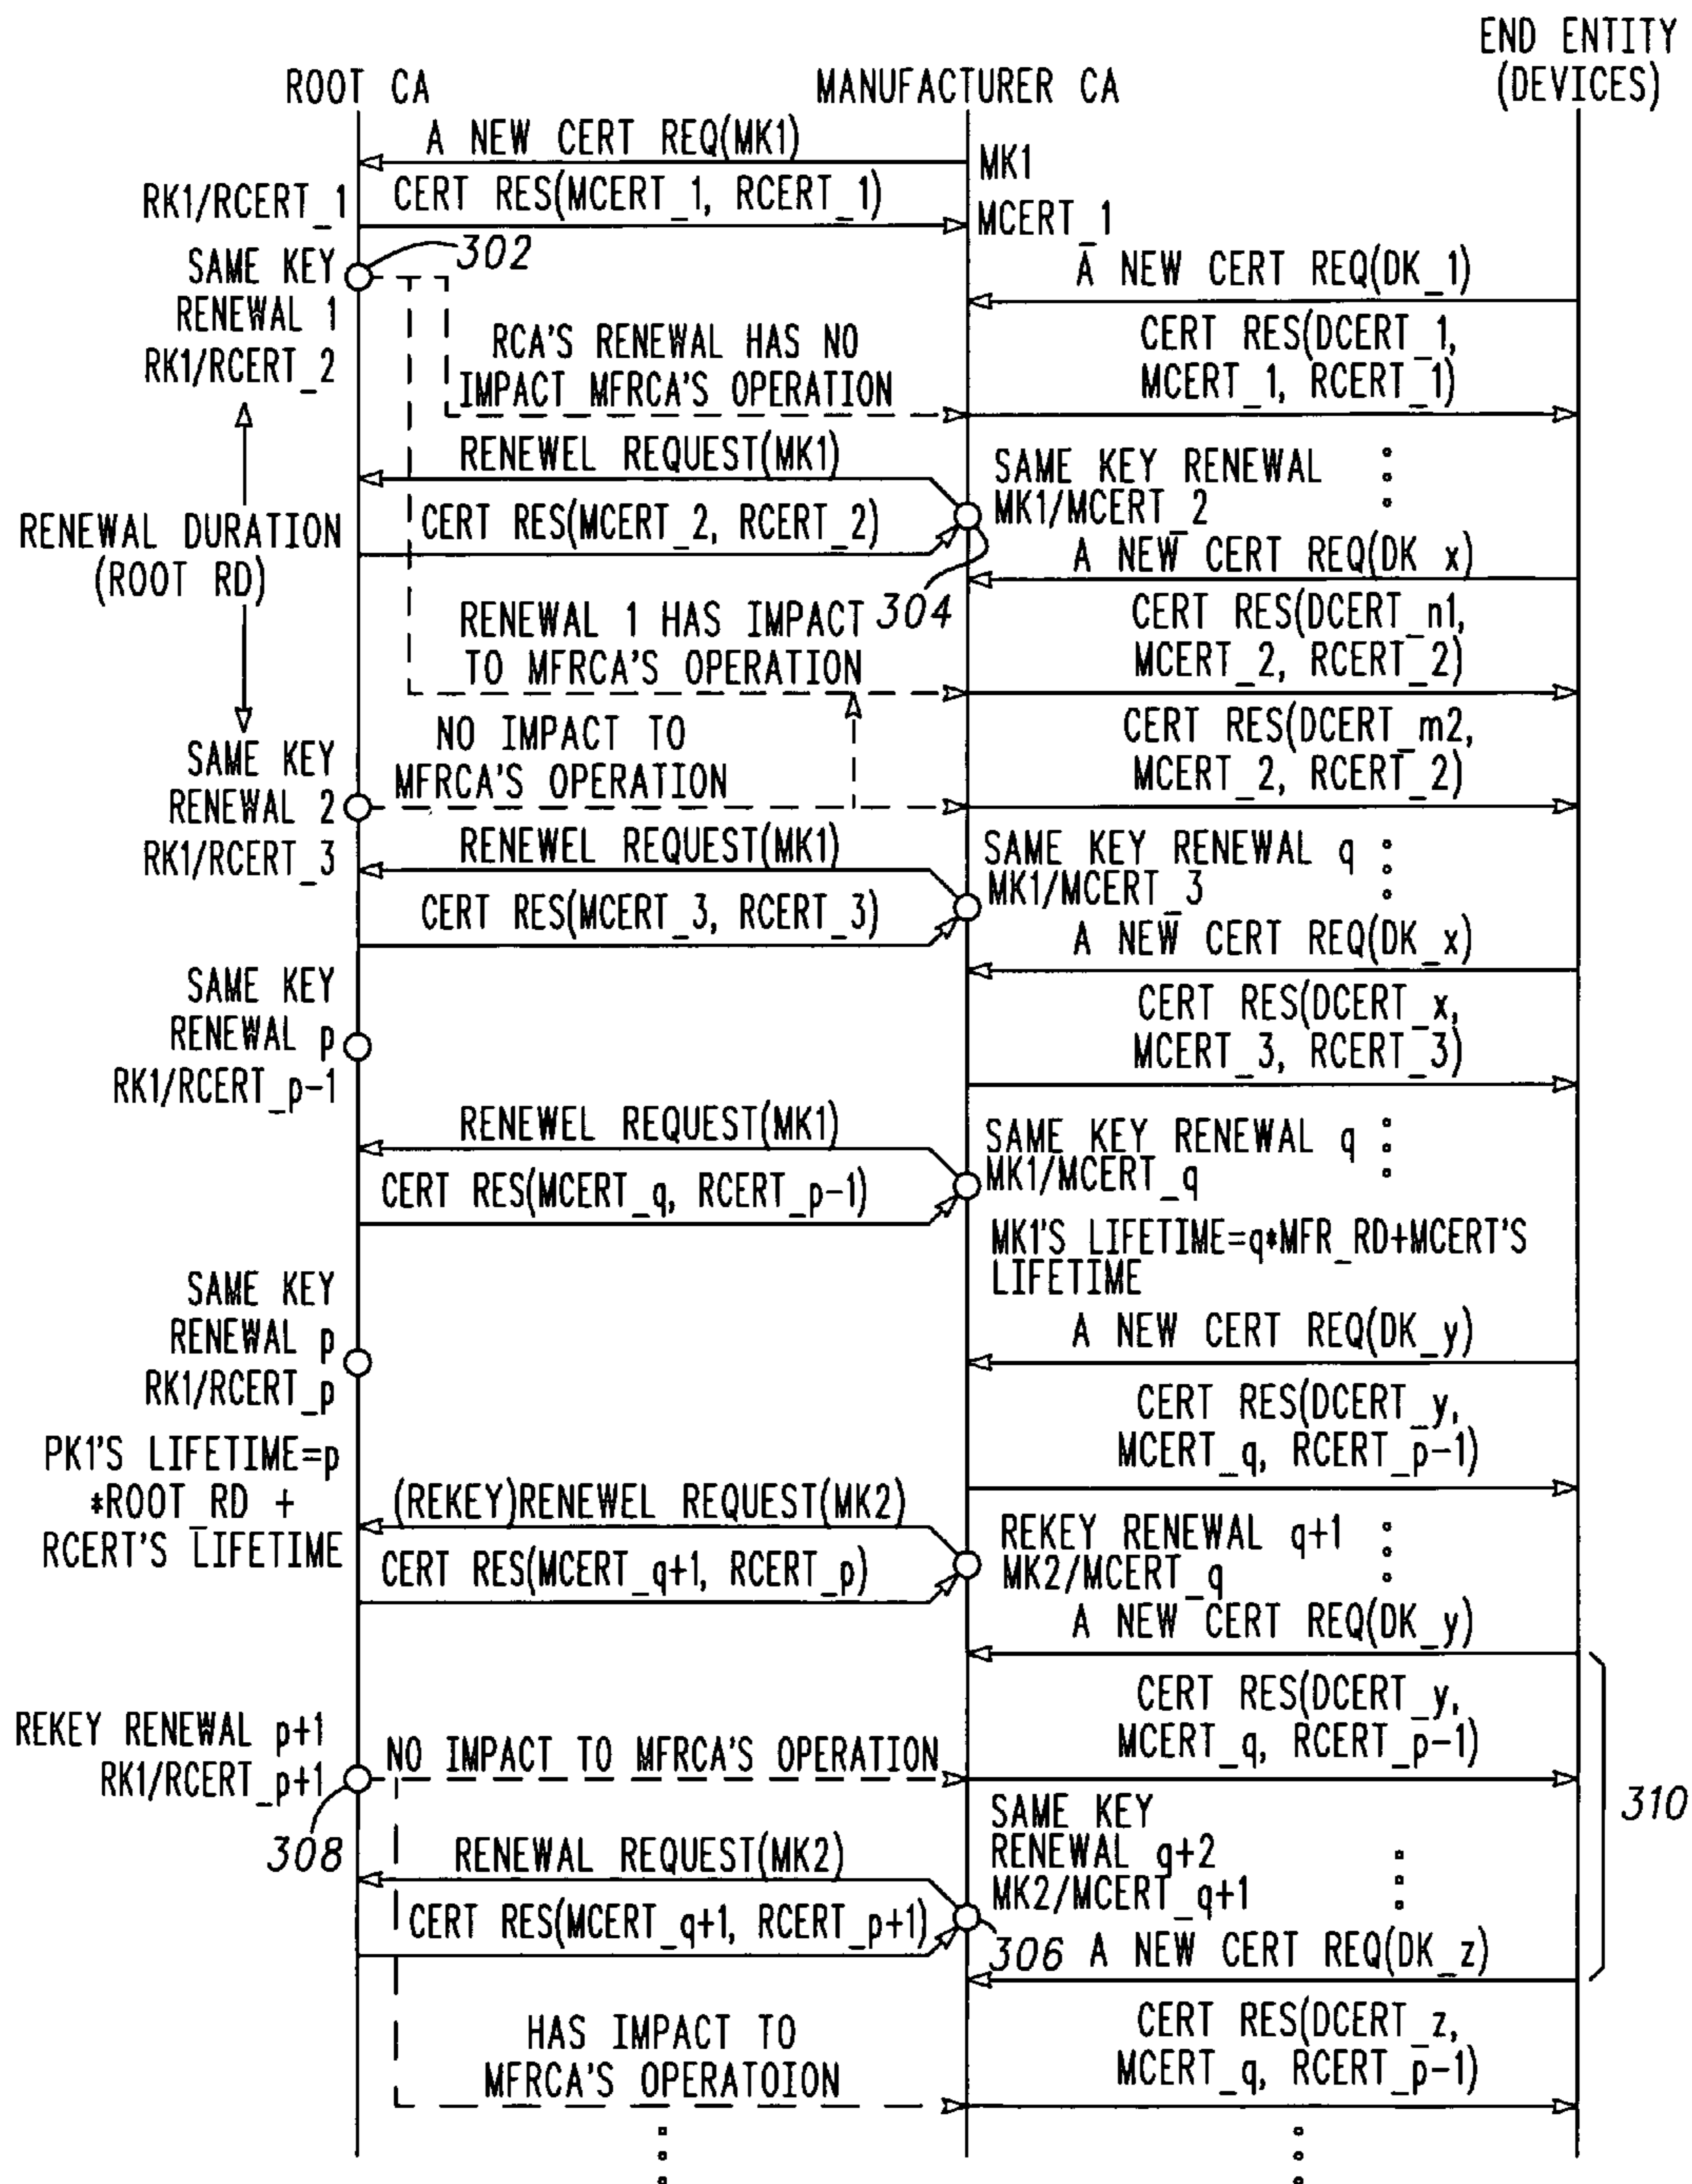 END ENTITY
(DEVICES)
ROOT CA
MANUFACTURER CA
A NEW CERT REQ(MK1)
MK1
RK1/RCERT_1
CERT RES(MCERT_1, RCERT_1)
MCERT_1
302
SAME KEY
RENEWAL 1
RK1/RCERT_2
A NEW CERT REQ(DK_1)
RCA'S RENEWAL HAS NO
IMPACT MFRCA'S OPERATION
CERT RES(DCERT_1,
MCERT_1, RCERT_1)
RENEWEL REQUEST(MK1)
SAME KEY RENEWAL
MK1/MCERT_2
CERT RES(MCERT_2, RCERT_2)
RENEWAL DURATION
(ROOT RD)
A NEW CERT REQ(DK_x)
304
RENEWAL 1 HAS IMPACT
TO MFRCA'S OPERATION
CERT RES(DCERT_n1,
MCERT_2, RCERT_2)
NO IMPACT TO
MFRCA'S OPERATION
CERT RES(DCERT_m2,
MCERT_2, RCERT_2)
SAME KEY
RENEWAL 2
RK1/RCERT_3
RENEWEL REQUEST(MK1)
SAME KEY RENEWAL q
MK1/MCERT_3
CERT RES(MCERT_3, RCERT_3)
A NEW CERT REQ(DK_x)
SAME KEY
RENEWAL p
RK1/RCERT_p-1
CERT RES(DCERT_x,
MCERT_3, RCERT_3)
RENEWEL REQUEST(MK1)
SAME KEY RENEWAL q
MK1/MCERT_q
CERT RES(MCERT_q, RCERT_p-1)
MK1'S LIFETIME=q*MFR_RD+MCERT'S
LIFETIME
SAME KEY
RENEWAL p
RK1/RCERT_p
A NEW CERT REQ(DK_y)
CERT RES(DCERT_y,
MCERT_q, RCERT_p-1)
PK1'S LIFETIME=p
*ROOT_RD +
RCERT'S LIFETIME
(REKEY)RENEWEL REQUEST(MK2)
REKEY RENEWAL q+1
MK2/MCERT_q
CERT RES(MCERT_q+1, RCERT_p)
A NEW CERT REQ(DK_y)
CERT RES(DCERT_y,
MCERT_q, RCERT_p-1)
REKEY RENEWAL p+1
RK1/RCERT_p+1
NO IMPACT TO MFRCA'S OPERATION
310
308
RENEWAL REQUEST(MK2)
SAME KEY
RENEWAL q+2
MK2/MCERT_q+1
CERT RES(MCERT_q+1, RCERT_p+1)
306
A NEW CERT REQ(DK_z)
HAS IMPACT TO
MFRCA'S OPERATOION
CERT RES(DCERT_z,
MCERT_q, RCERT_p-1)